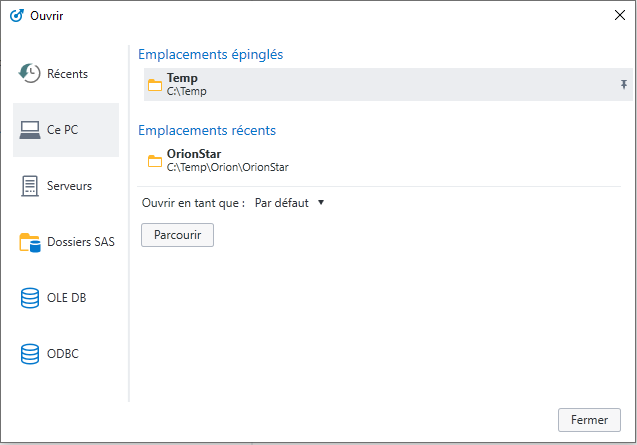 Ouvrir
Récents
Ce PC
Serveurs
Dossiers SAS
OLE DB
ODBC
Emplacements épinglés
Temp
C:\Temp
Emplacements récents
OrionStar
C:\Temp\Orion\OrionStar
Ouvrir en tant que : Par défaut
Parcourir
Fermer